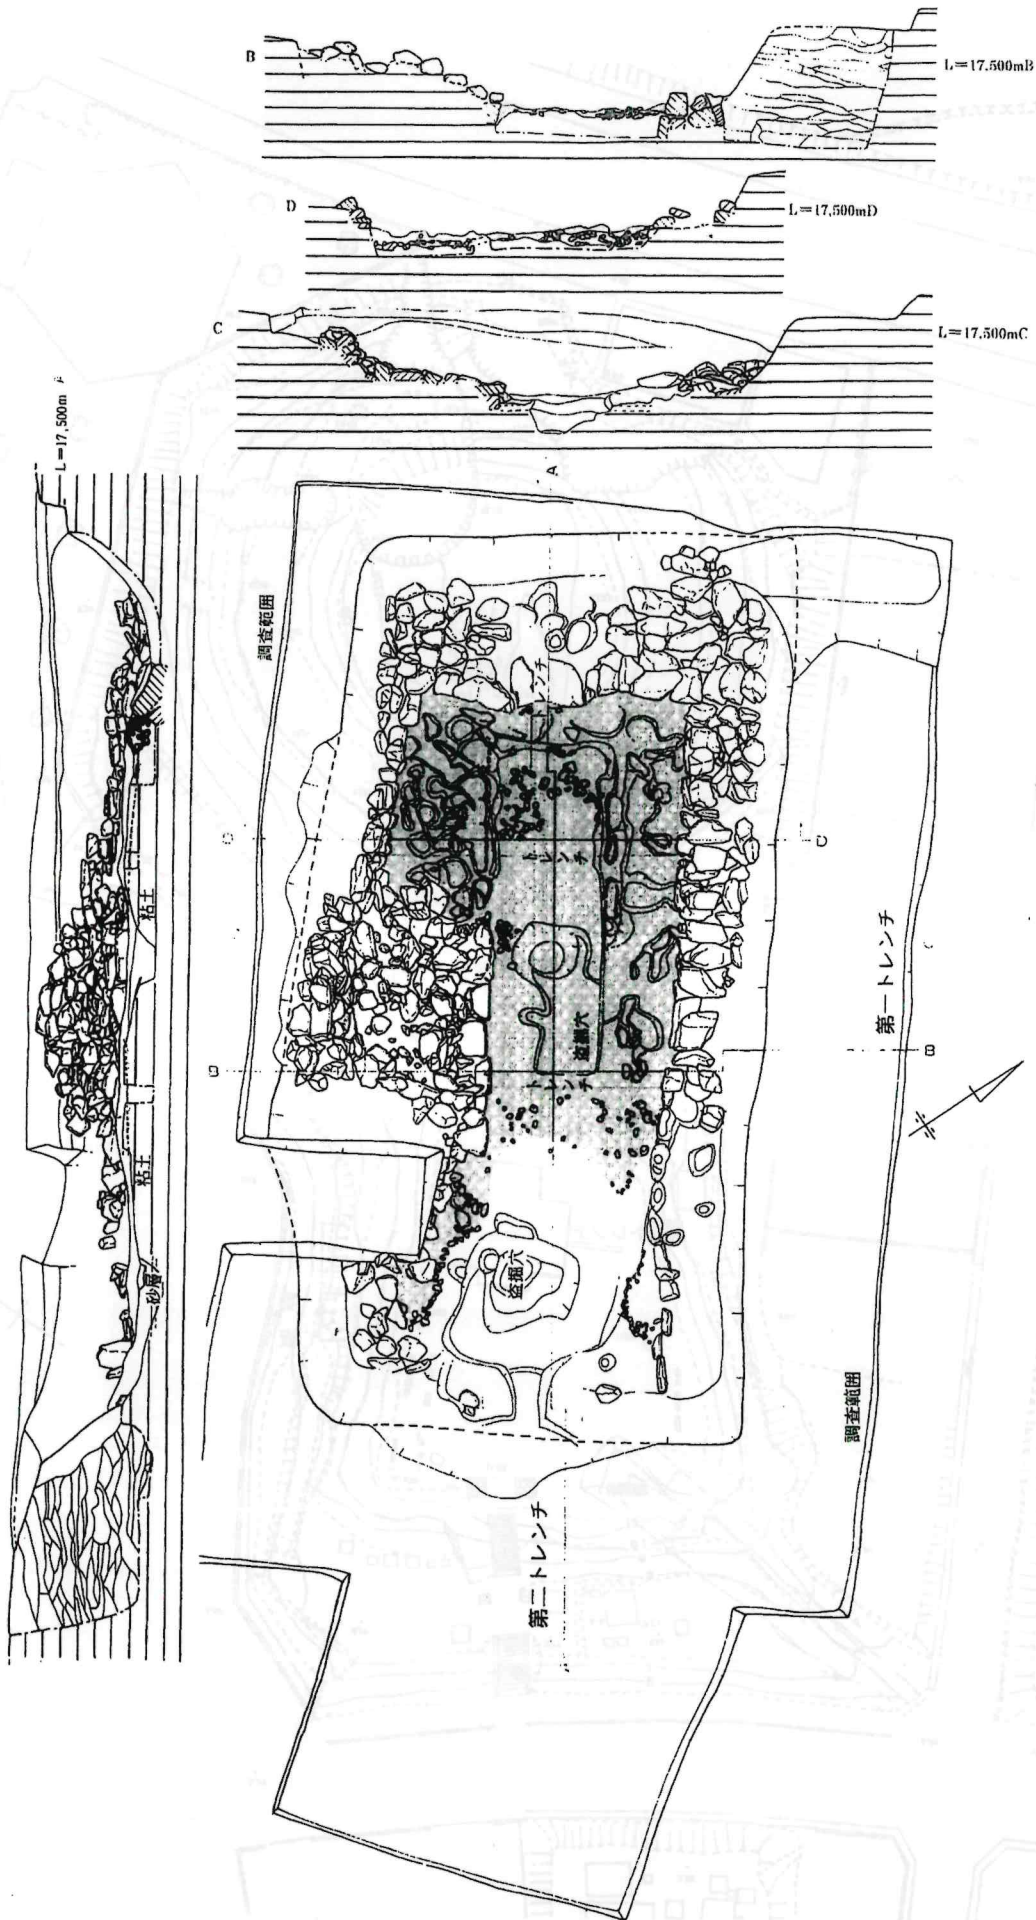 B
L=17.500mB
D
L=17,500mD
C
L=17.500mC
L=17,500m
A
調査範囲
トレンチ
トレンチ
盗掘穴
トレンチ
B
B
盗掘穴
第一トレンチ
調査範囲
第二トレンチ
粘土
粘土
砂層